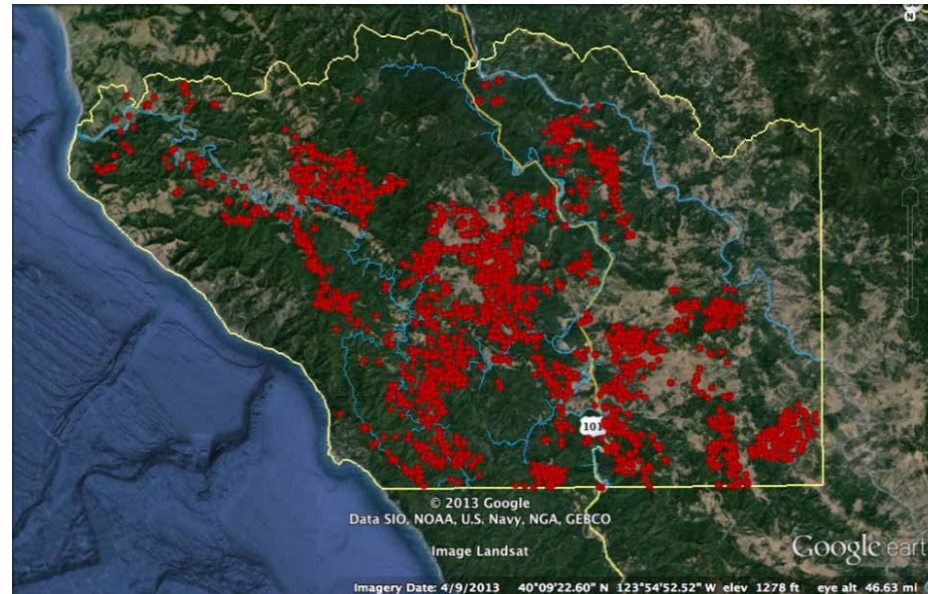 N
101
© 2013 Google
Data SIO, NOAA, U.S. Navy, NGA, GEBCO
Image Landsat
Google eart
Imagery Date: 4/9/2013 40°09'22.60" N 123°54'52.52" W elev 1278 ft eye alt 46.63 mi